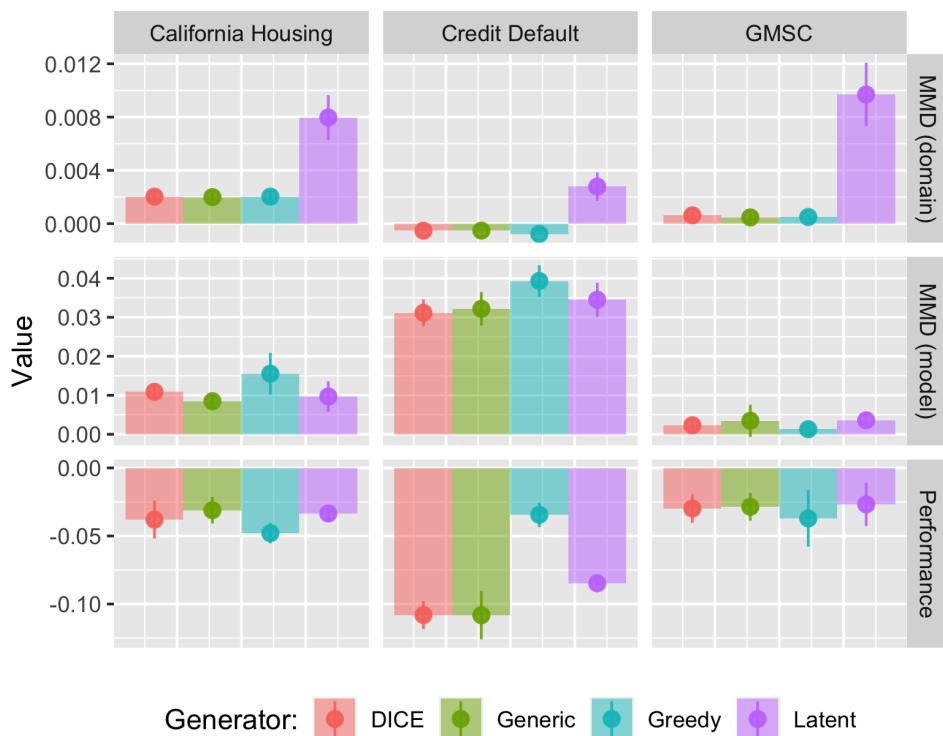 California Housing
Credit Default
GMSC
0.012
0.008
0.004
0.000
MMD (domain)
0.04
0.03
0.02
0.01
0.00
MMD (model)
0.00
-0.05
-0.10
Performance
Value
Generator: DICE Generic Greedy Latent